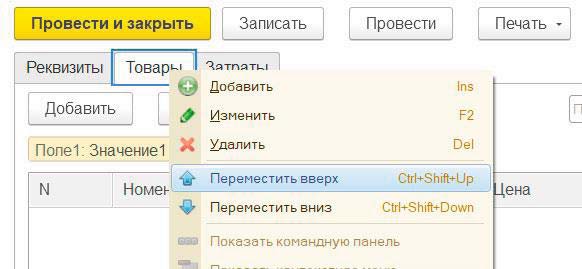 Провести и закрыть Записать Провести Печать
Реквизиты Товары Затраты
Добавить
Добавить Ins
Изменить F2
Удалить Del
Поле1: Значение1
Переместить вверх Ctrl+Shift+Up
N Номен Цена
Переместить вниз Ctrl+Shift+Down
Показать командную панель